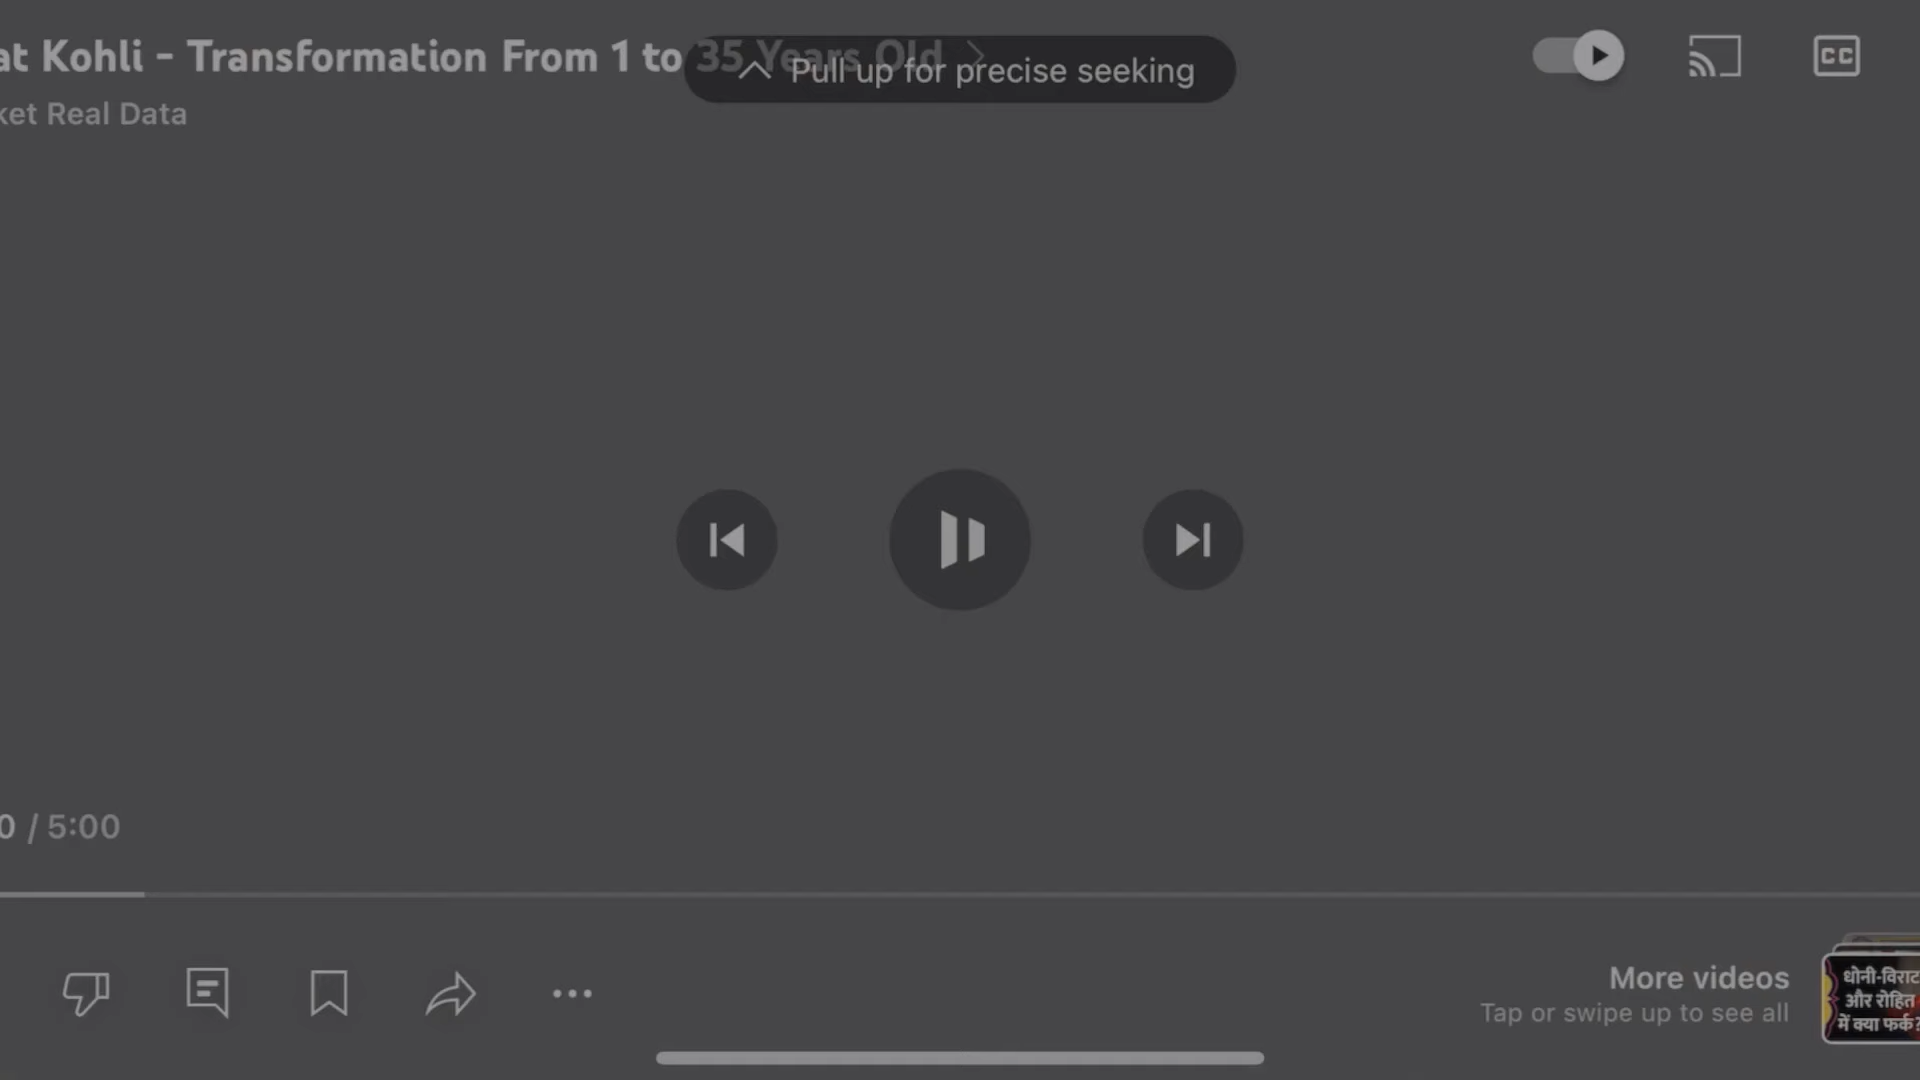 at Kohli - Transformation From 1 to 35 Years Old
Pull up for precise seeking
CC
ket Real Data
0 / 5:00
More videos
Tap or swipe up to see all
धोनी-विराट
और रोहित
में क्या फर्क?